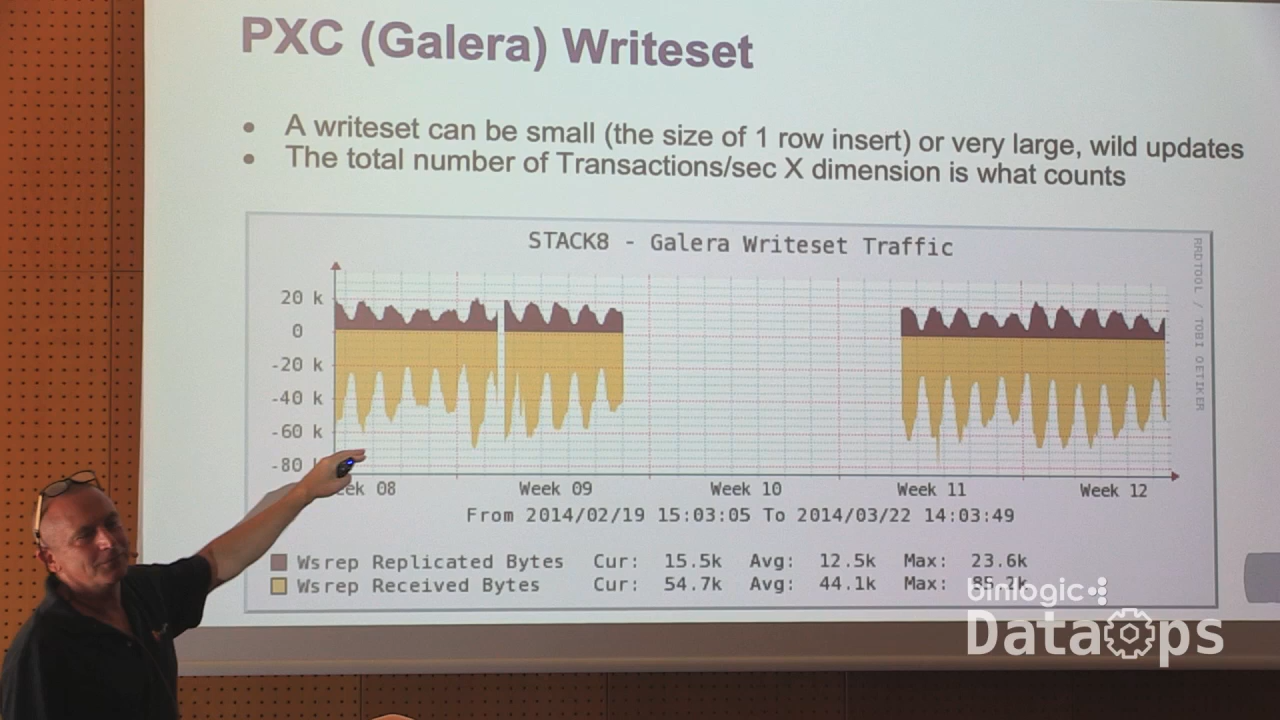 PXC (Galera) Writeset
• A writeset can be small (the size of 1 row insert) or very large, wild updates
• The total number of Transactions/sec X dimension is what counts
STACK8 - Galera Writeset Traffic
RRDTOOL / TOBI OETIKER
20 k
0
-20 k
-40 k
-60 k
-80
Week 09
Week 10
Week 11
Week 12
From 2014/02/19 15:03:05 To 2014/03/22 14:03:49
Wsrep Replicated Bytes Cur: 15.5k Avg: 12.5k Max: 23.6k
Wsrep Received Bytes Cur: 54.7k Avg: 44.1k Max:
binlogic
DataOps